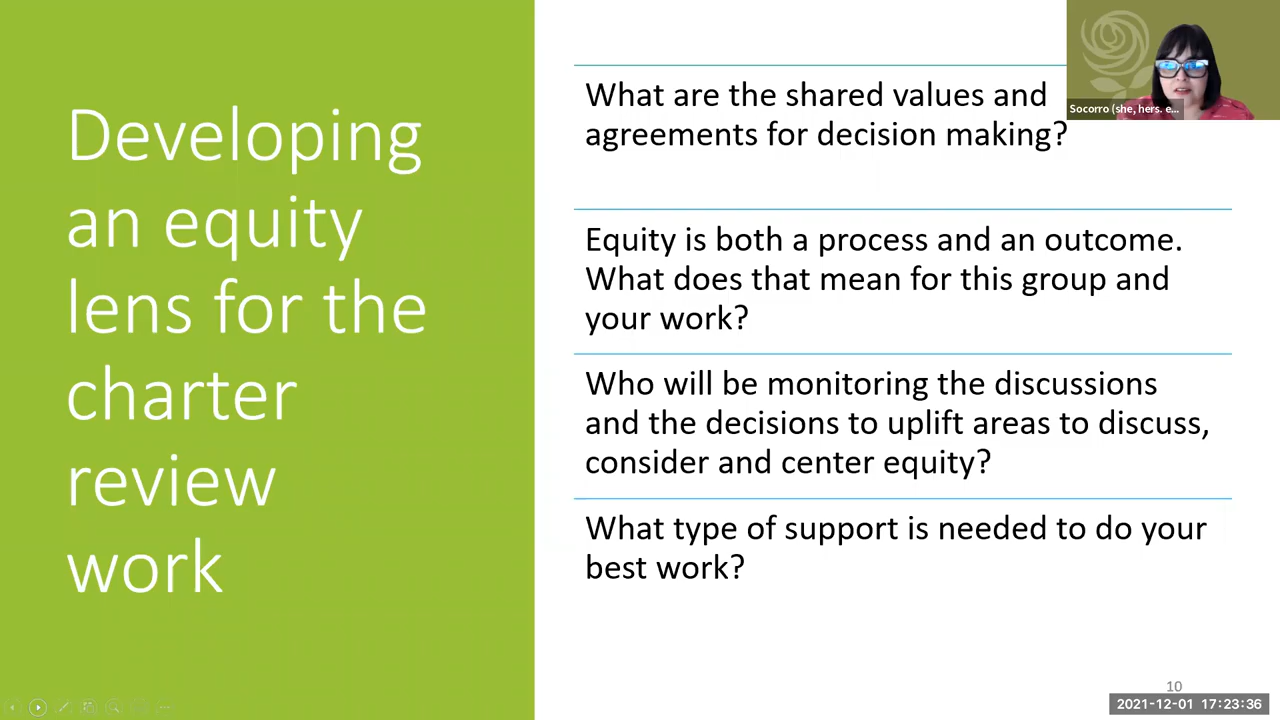 Developing
an equity
lens for the
charter
review
work
What are the shared values and
agreements for decision making?
Equity is both a process and an outcome.
What does that mean for this group and
your work?
Who will be monitoring the discussions
and the decisions to uplift areas to discuss,
consider and center equity?
What type of support is needed to do your
best work?
Socorro (she, hers. e...
10
2021-12-01 17:23:36